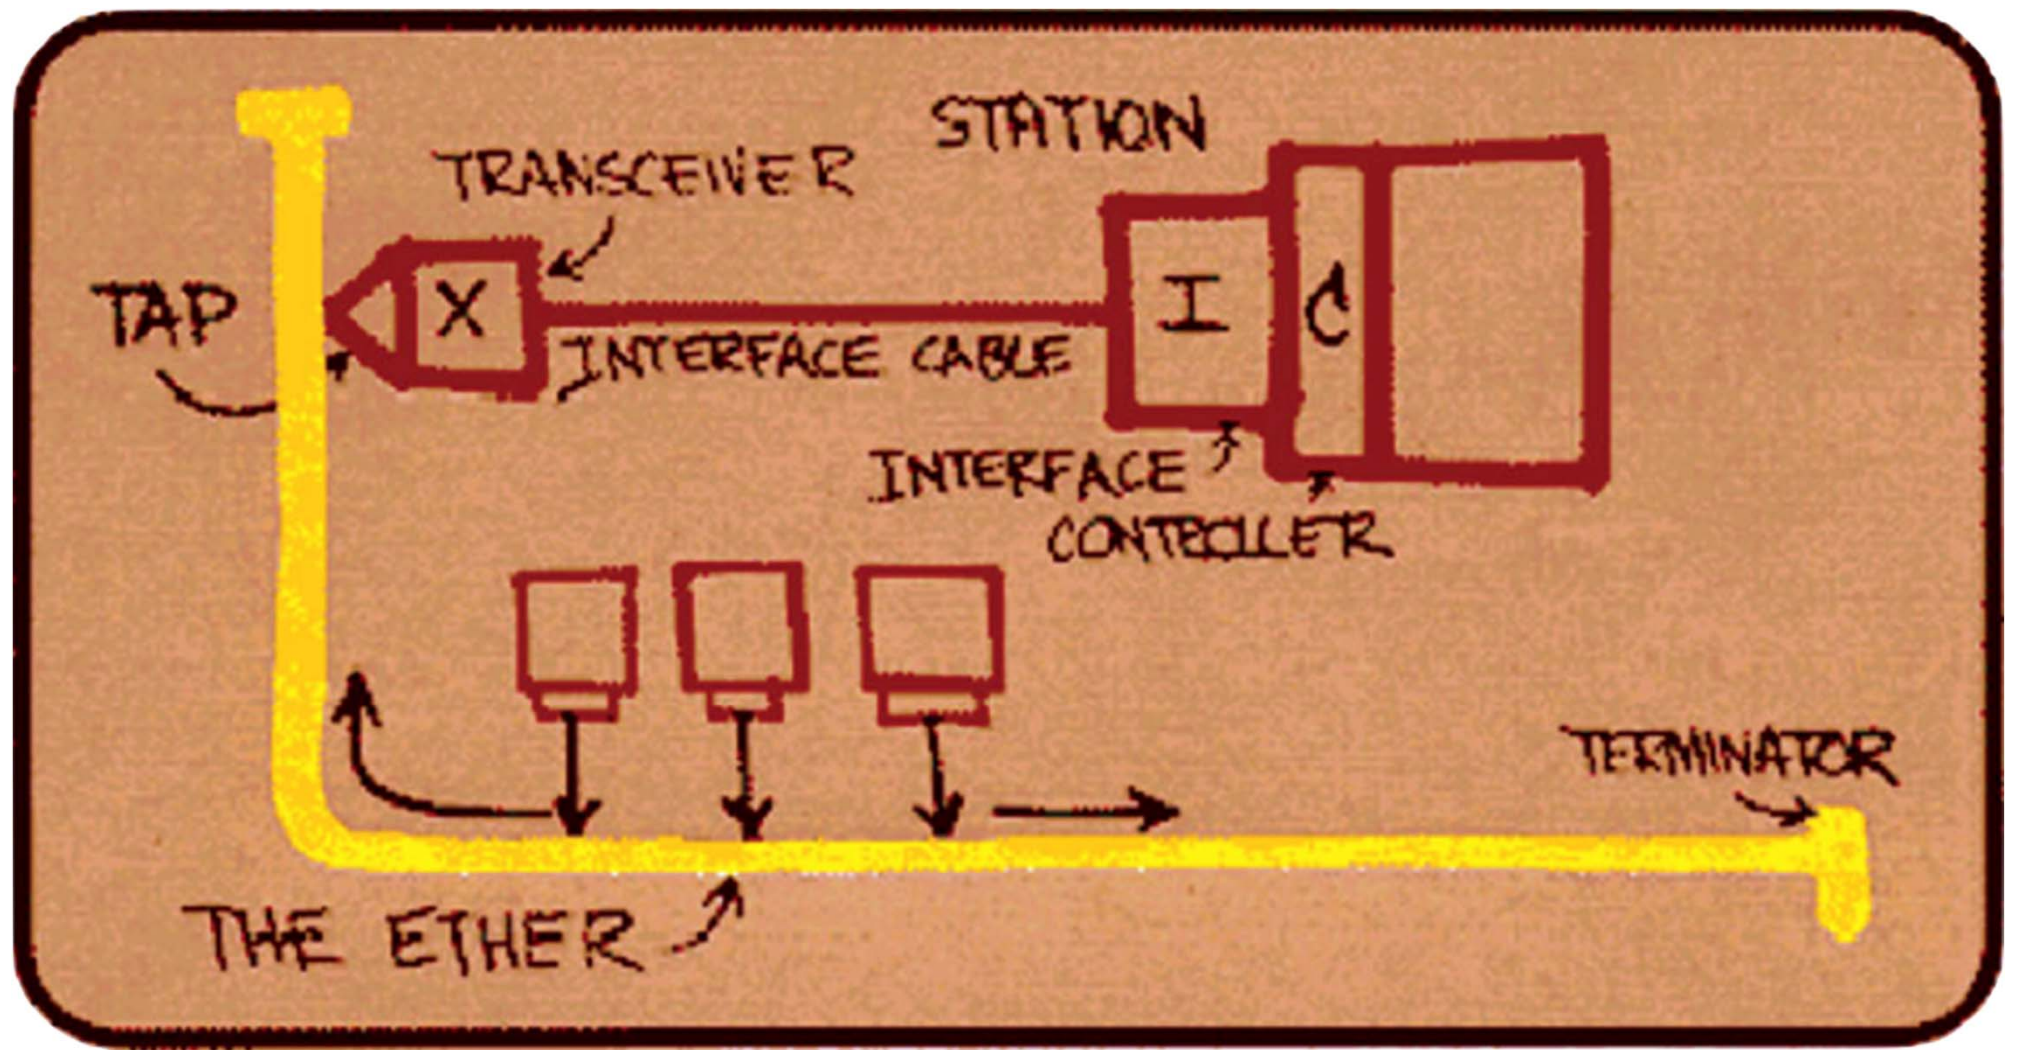 STATION
TRANSCEIVER
TAP
X
I
C
INTERFACE CABLE
INTERFACE
CONTROLLER
TERMINATOR
THE ETHER